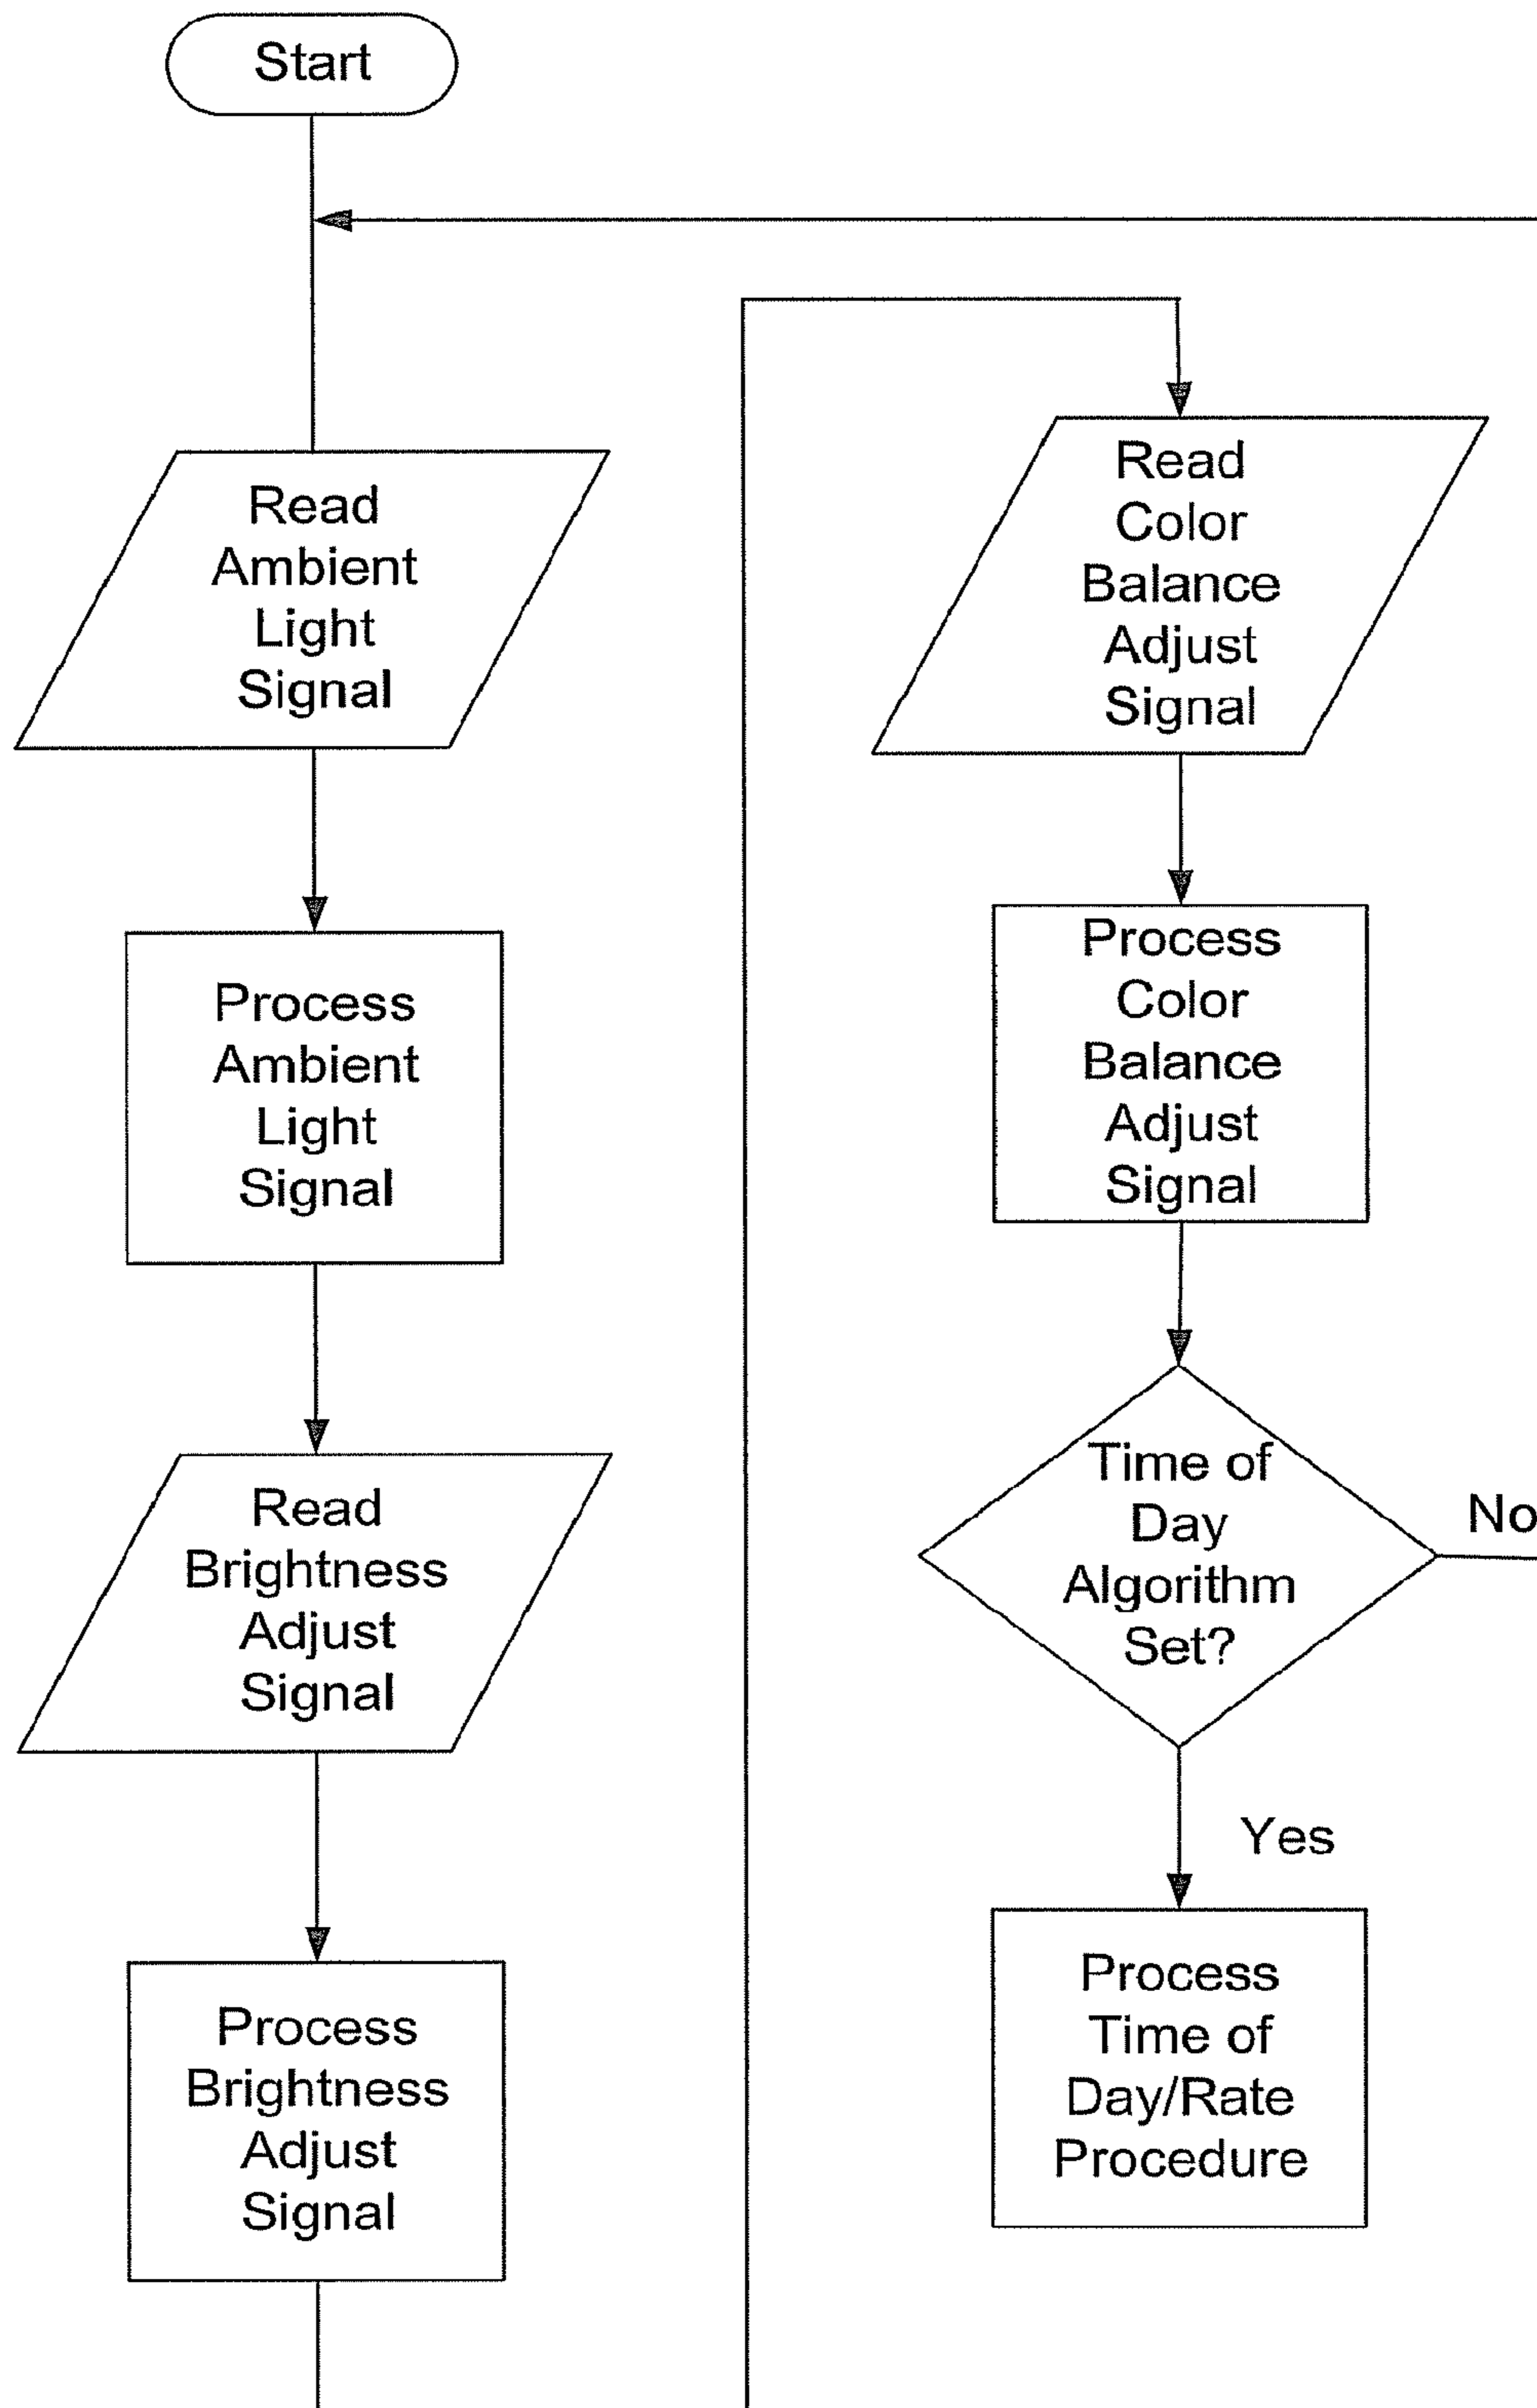 Start
Read
Ambient
Light
Signal
Process
Ambient
Light
Signal
Read
Brightness
Adjust
Signal
Process
Brightness
Adjust
Signal
Read
Color
Balance
Adjust
Signal
Process
Color
Balance
Adjust
Signal
Time of
Day
Algorithm
Set?
No
Yes
Process
Time of
Day/Rate
Procedure